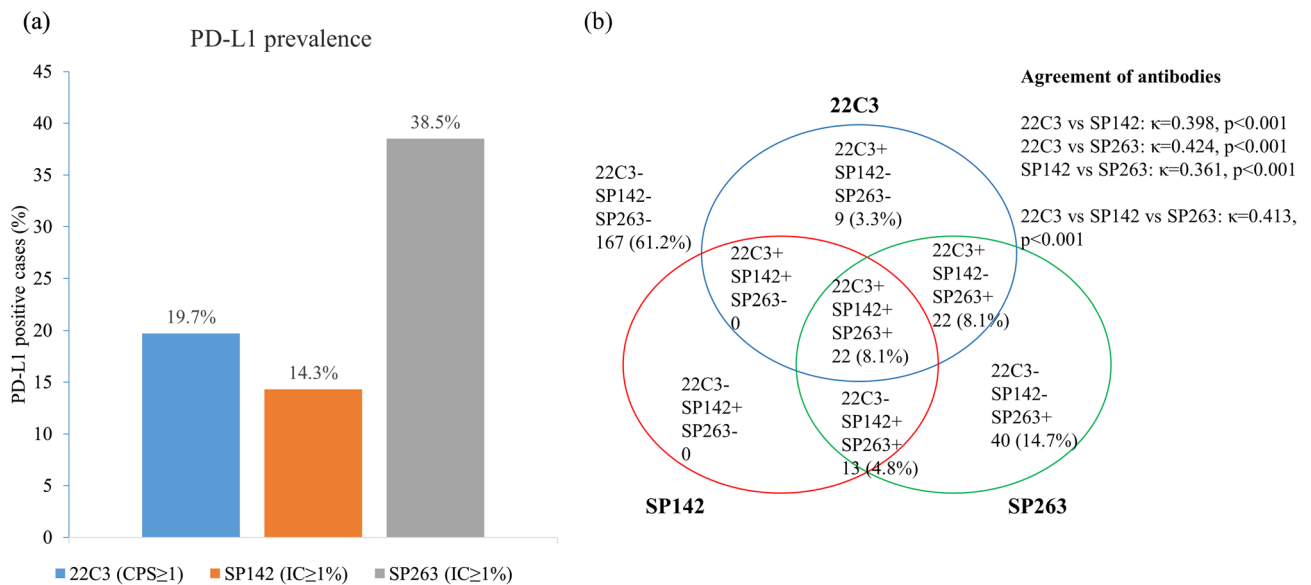 (a)
PD-L1 prevalence
PD-L1 positive cases (%)
45
40
35
30
25
20
15
10
5
0
19.7%
14.3%
38.5%
22C3 (CPS≥1)
SP142 (IC≥1%)
SP263 (IC≥1%)
(b)
Agreement of antibodies
22C3 vs SP142: κ=0.398, p<0.001
22C3 vs SP263: κ=0.424, p<0.001
SP142 vs SP263: κ=0.361, p<0.001
22C3 vs SP142 vs SP263: κ=0.413,
p<0.001
22C3
22C3-
SP142-
SP263-
167 (61.2%)
22C3+
SP142-
SP263-
9 (3.3%)
22C3+
SP142+
SP263-
0
22C3+
SP142+
SP263+
22 (8.1%)
22C3+
SP142-
SP263+
22 (8.1%)
22C3-
SP142+
SP263-
0
22C3-
SP142+
SP263+
13 (4.8%)
22C3-
SP142-
SP263+
40 (14.7%)
SP142
SP263